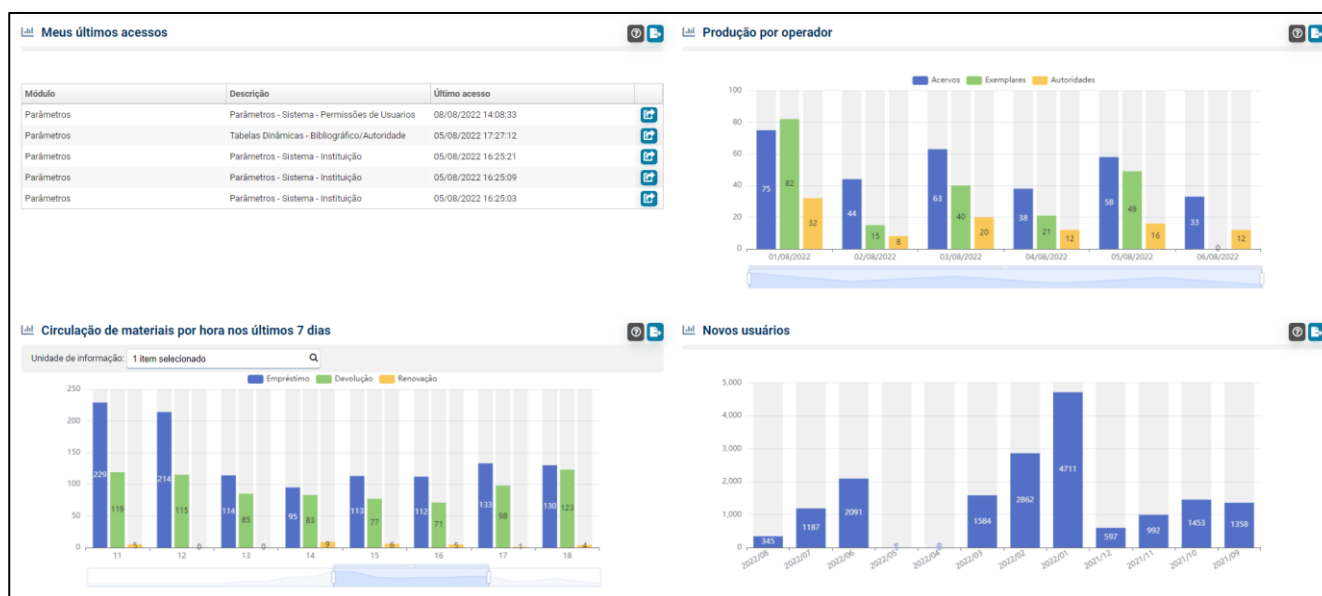 Meus últimos acessos
Módulo Descrição Último acesso
Parâmetros Parâmetros - Sistema - Permissões de Usuarios 08/08/2022 14:08:33
Parâmetros Tabelas Dinâmicas - Bibliográfico/Autoridade 05/08/2022 17:27:12
Parâmetros Parâmetros - Sistema - Instituição 05/08/2022 16:25:21
Parâmetros Parâmetros - Sistema - Instituição 05/08/2022 16:25:09
Parâmetros Parâmetros - Sistema - Instituição 05/08/2022 16:25:03
Produção por operador
Acervos Exemplares Autoridades
100
80
60
40
20
0
75 82 32 44 15 8 63 40 20 38 21 12 58 49 16 33 0 12
01/08/2022 02/08/2022 03/08/2022 04/08/2022 05/08/2022 06/08/2022
Circulação de materiais por hora nos últimos 7 dias
Unidade de informação: 1 item selecionado
Empréstimo Devolução Renovação
250
200
150
100
50
0
229 119 5 214 115 0 114 85 0 95 83 9 113 77 6 112 71 5 133 98 1 130 123 4
11 12 13 14 15 16 17 18
Novos usuários
5,000
4,000
3,000
2,000
1,000
0
345 1187 2091 0 1584 2862 4711 597 992 1453 1358
2022/08 2022/07 2022/06 2022/05 2022/04 2022/03 2022/02 2022/01 2021/12 2021/11 2021/10 2021/09